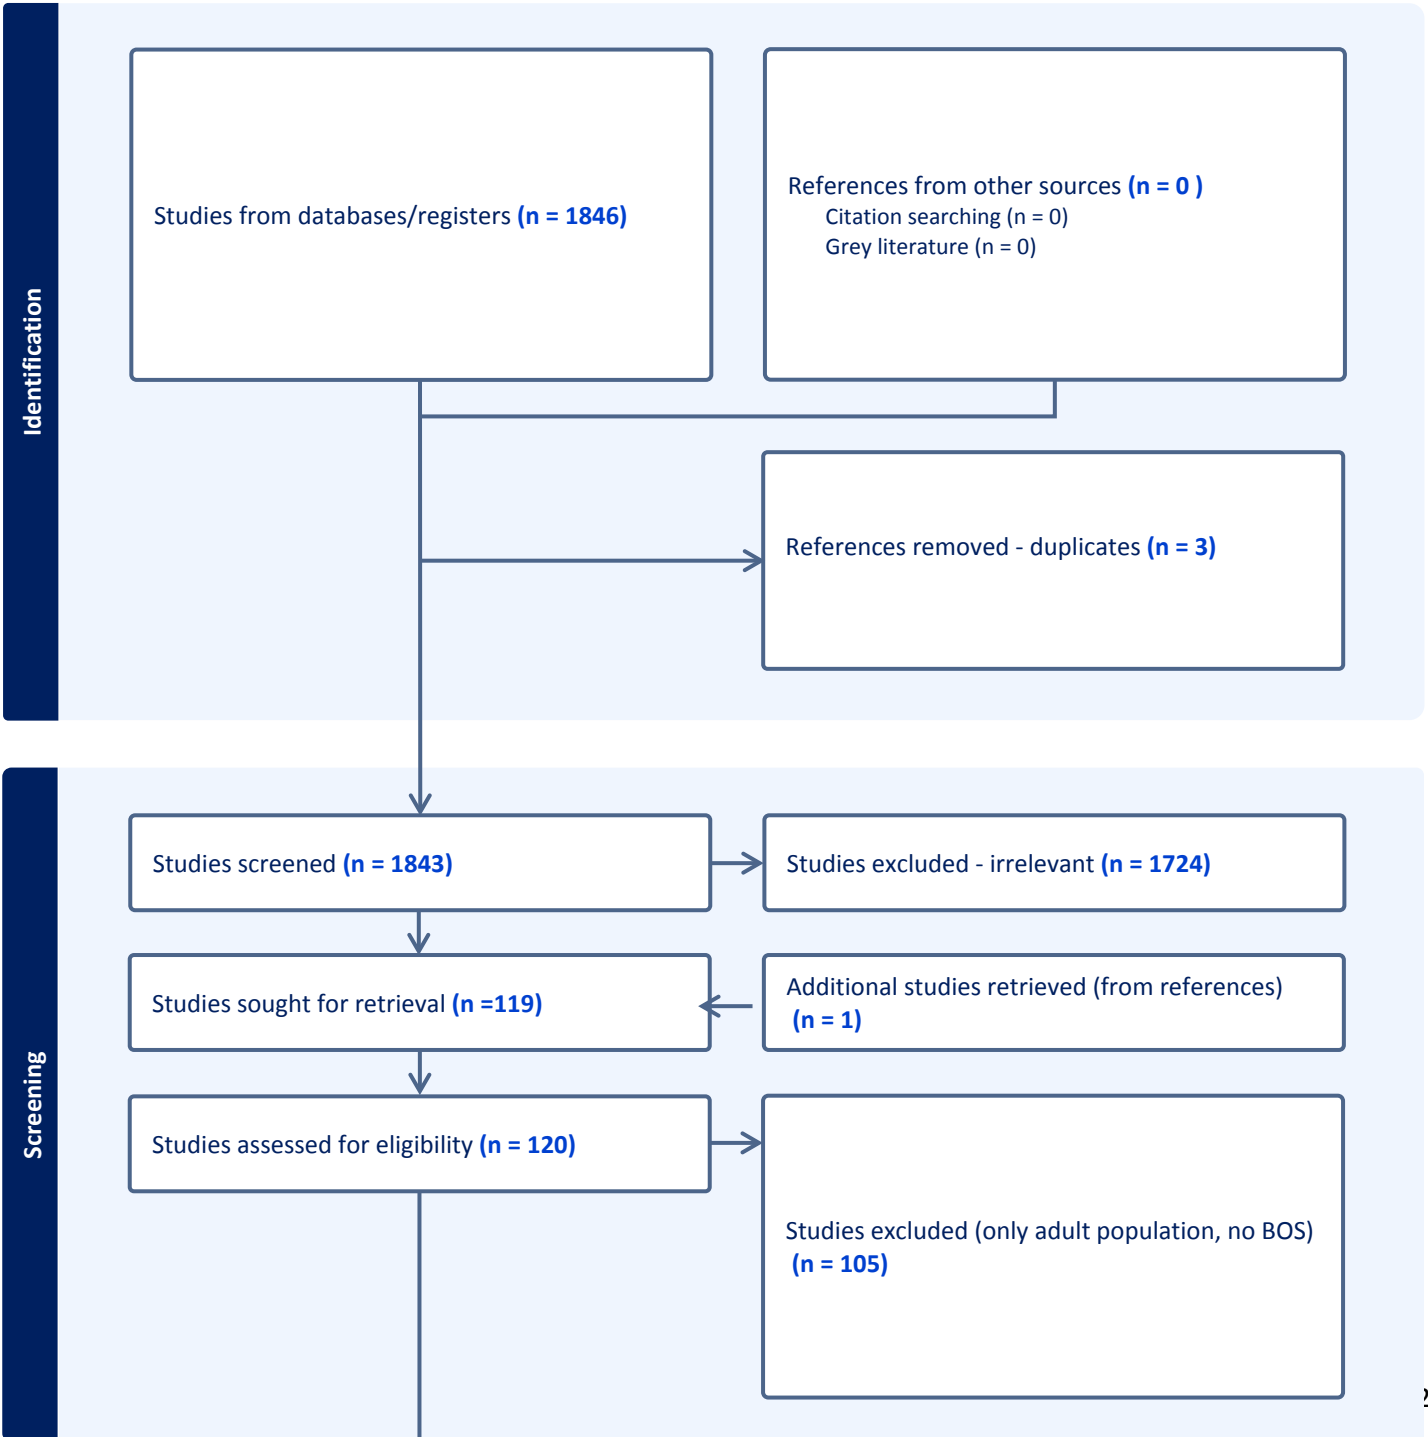 Identification
Studies from databases/registers (n = 1846)
References from other sources (n = 0 )
Citation searching (n = 0)
Grey literature (n = 0)
References removed - duplicates (n = 3)
Screening
Studies screened (n = 1843)
Studies excluded - irrelevant (n = 1724)
Studies sought for retrieval (n =119)
Additional studies retrieved (from references)
(n = 1)
Studies assessed for eligibility (n = 120)
Studies excluded (only adult population, no BOS)
(n = 105)